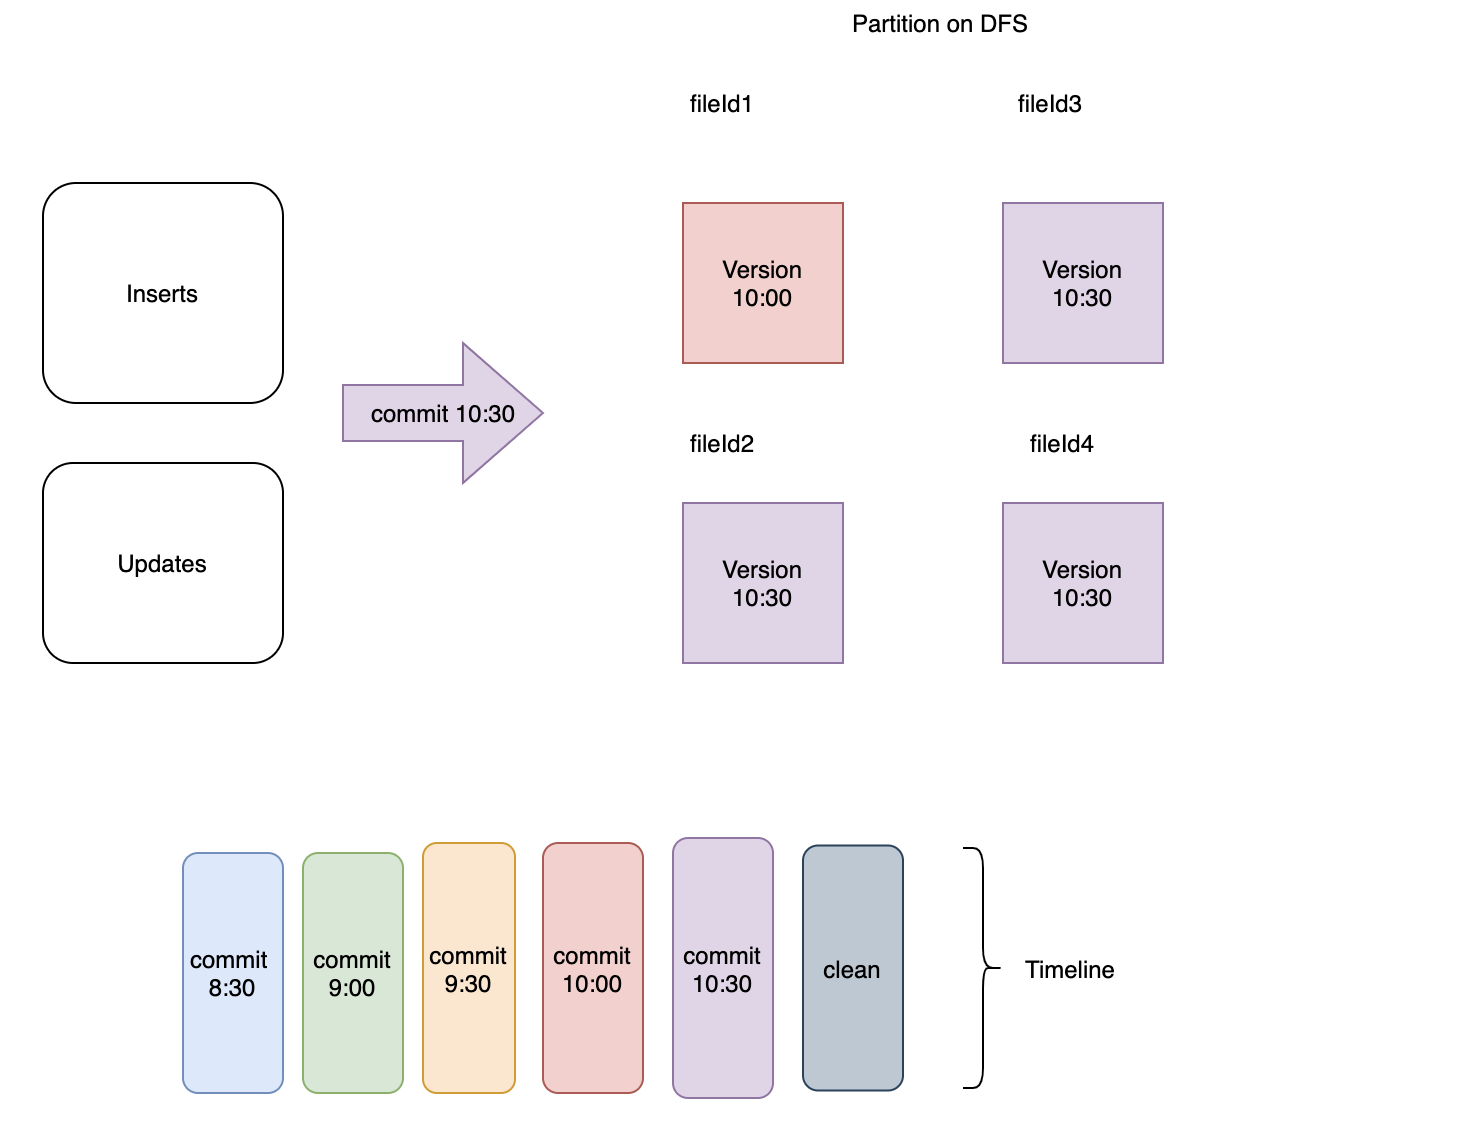 Partition on DFS
fileId1
fileId3
Inserts
Version
10:00
Version
10:30
commit 10:30
fileId2
fileId4
Updates
Version
10:30
Version
10:30
commit
8:30
commit
9:00
commit
9:30
commit
10:00
commit
10:30
clean
Timeline